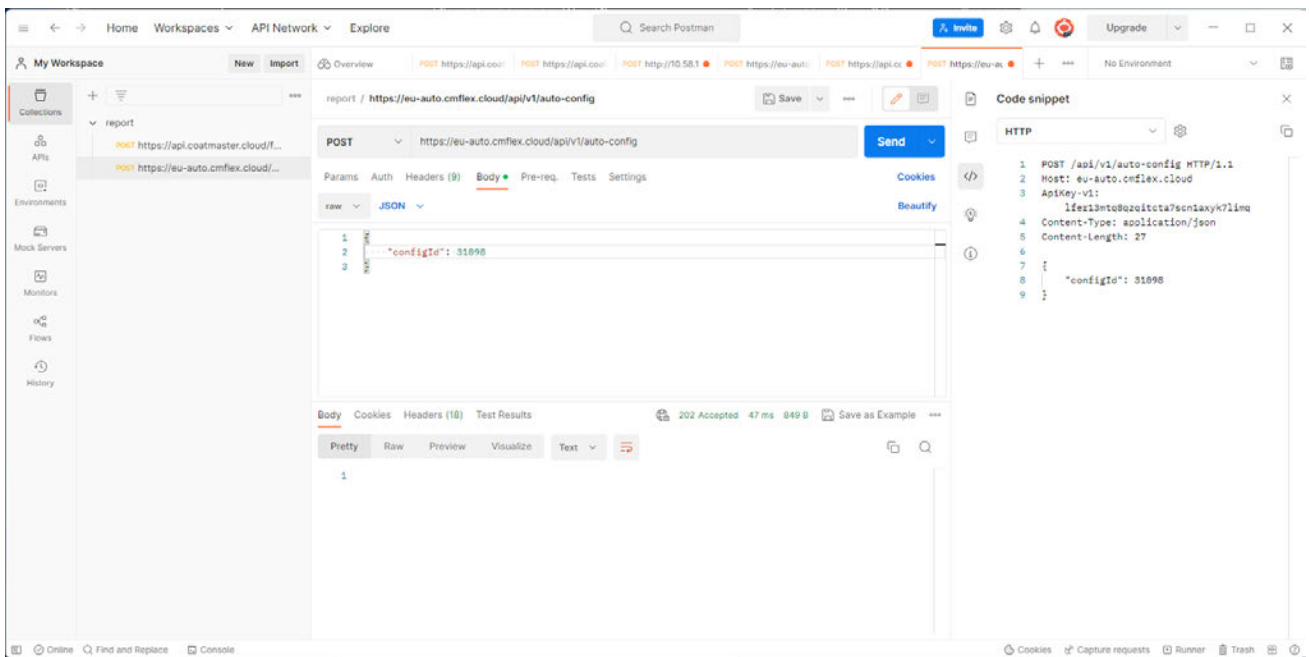 Home Workspaces API Network Explore
Search Postman
Invite
Upgrade
My Workspace
New Import
Overview
POST https://api.coat
POST https://api.coat
POST http://10.58.1
POST https://eu-auto
POST https://api.cc
POST https://eu-au
No Environment
Collections
APIs
Environments
Mock Servers
Monitors
Flows
History
report
POST https://api.coatmaster.cloud/f...
POST https://eu-auto.cmflex.cloud/...
report / https://eu-auto.cmflex.cloud/api/v1/auto-config
Save
POST https://eu-auto.cmflex.cloud/api/v1/auto-config
Send
Params Auth Headers (9) Body Pre-req. Tests Settings
Cookies
raw JSON
Beautify
1 {
2 "configId": 31098
3 }
Body Cookies Headers (18) Test Results
202 Accepted 47 ms 849 B Save as Example
Pretty Raw Preview Visualize Text
1
Code snippet
HTTP
1 POST /api/v1/auto-config HTTP/1.1
2 Host: eu-auto.cmflex.cloud
3 ApiKey-v1:
4 Content-Type: application/json
5 Content-Length: 27
6
7 {
8 "configId": 31098
9 }
Online Find and Replace Console
Cookies Capture requests Runner Trash